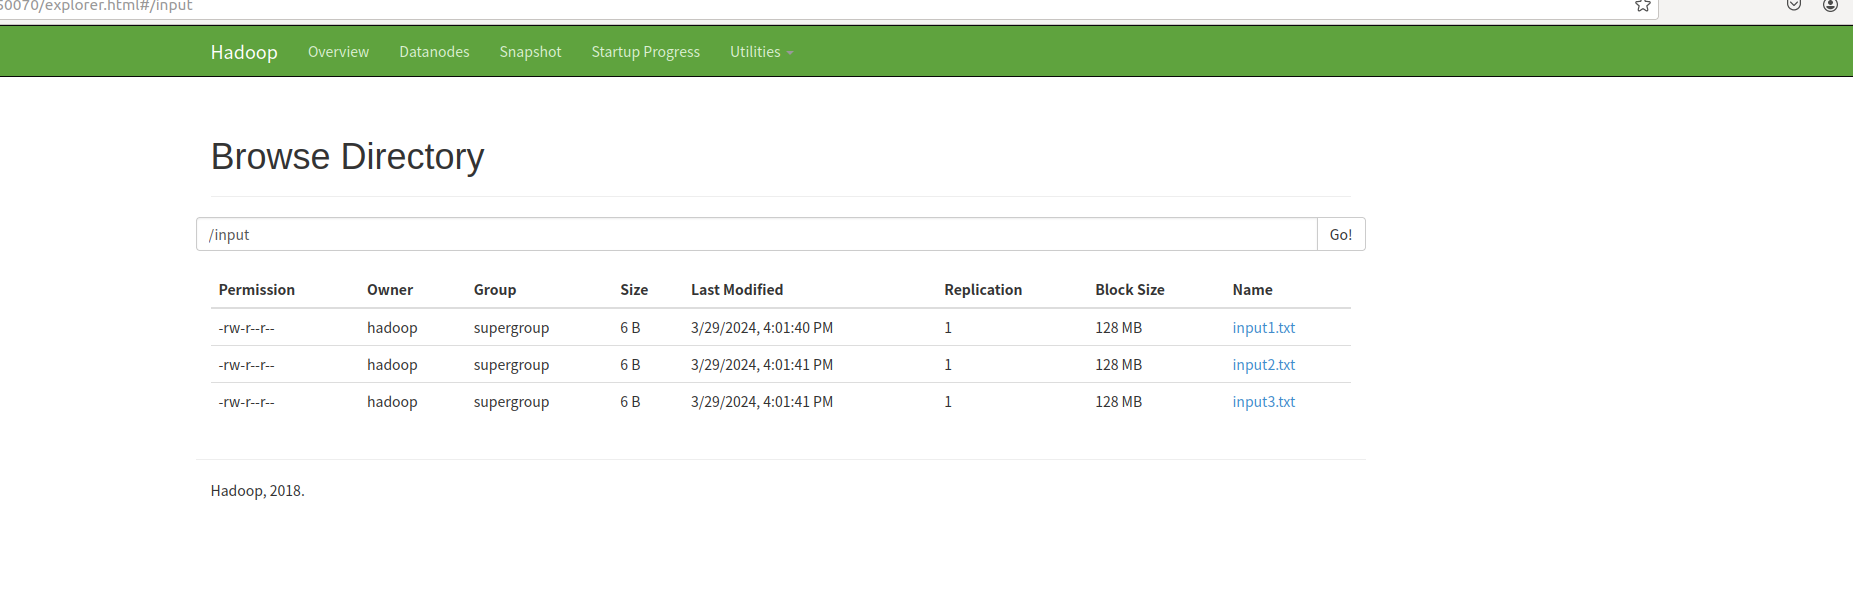 50070/explorer.html#/input
Hadoop Overview Datanodes Snapshot Startup Progress Utilities
Browse Directory
/input Go!
Permission Owner Group Size Last Modified Replication Block Size Name
-rw-r--r-- hadoop supergroup 6 B 3/29/2024, 4:01:40 PM 1 128 MB input1.txt
-rw-r--r-- hadoop supergroup 6 B 3/29/2024, 4:01:41 PM 1 128 MB input2.txt
-rw-r--r-- hadoop supergroup 6 B 3/29/2024, 4:01:41 PM 1 128 MB input3.txt
Hadoop, 2018.